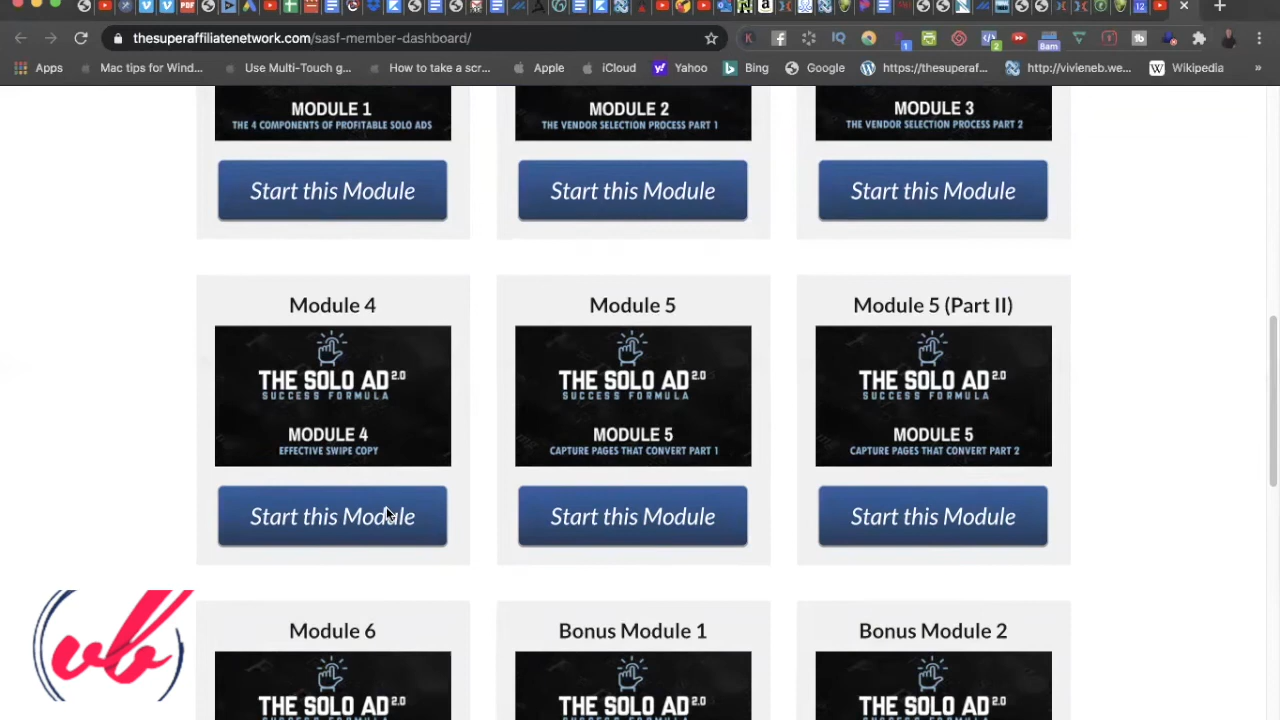 thesuperaffiliatenetwork.com/sasf-member-dashboard/
Apps Mac tips for Wind... Use Multi-Touch g... How to take a scr... Apple iCloud Yahoo Bing Google https://thesuperaf... http://vivieneb.we... Wikipedia »
MODULE 1
THE 4 COMPONENTS OF PROFITABLE SOLO ADS
MODULE 2
THE VENDOR SELECTION PROCESS PART 1
MODULE 3
THE VENDOR SELECTION PROCESS PART 2
Start this Module
Start this Module
Start this Module
Module 4
THE SOLO AD 2.0
SUCCESS FORMULA
MODULE 4
EFFECTIVE SWIPE COPY
Start this Module
Module 5
THE SOLO AD 2.0
SUCCESS FORMULA
MODULE 5
CAPTURE PAGES THAT CONVERT PART 1
Start this Module
Module 5 (Part II)
THE SOLO AD 2.0
SUCCESS FORMULA
MODULE 5
CAPTURE PAGES THAT CONVERT PART 2
Start this Module
Module 6
THE SOLO AD 2.0
Bonus Module 1
THE SOLO AD 2.0
Bonus Module 2
THE SOLO AD 2.0
vb